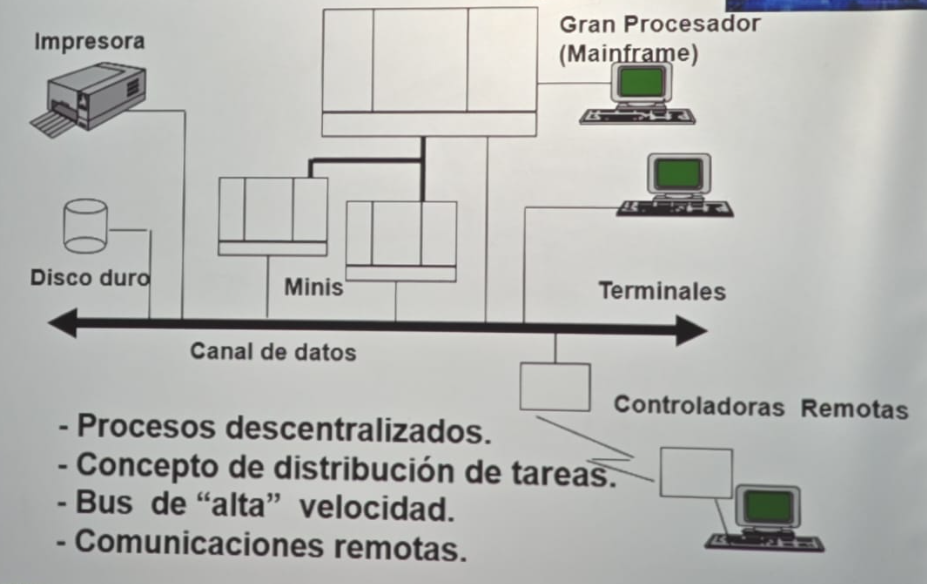 Impresora
Gran Procesador
(Mainframe)
Disco duro
Minis
Terminales
Canal de datos
Controladoras Remotas
- Procesos descentralizados.
- Concepto de distribución de tareas.
- Bus de “alta” velocidad.
- Comunicaciones remotas.